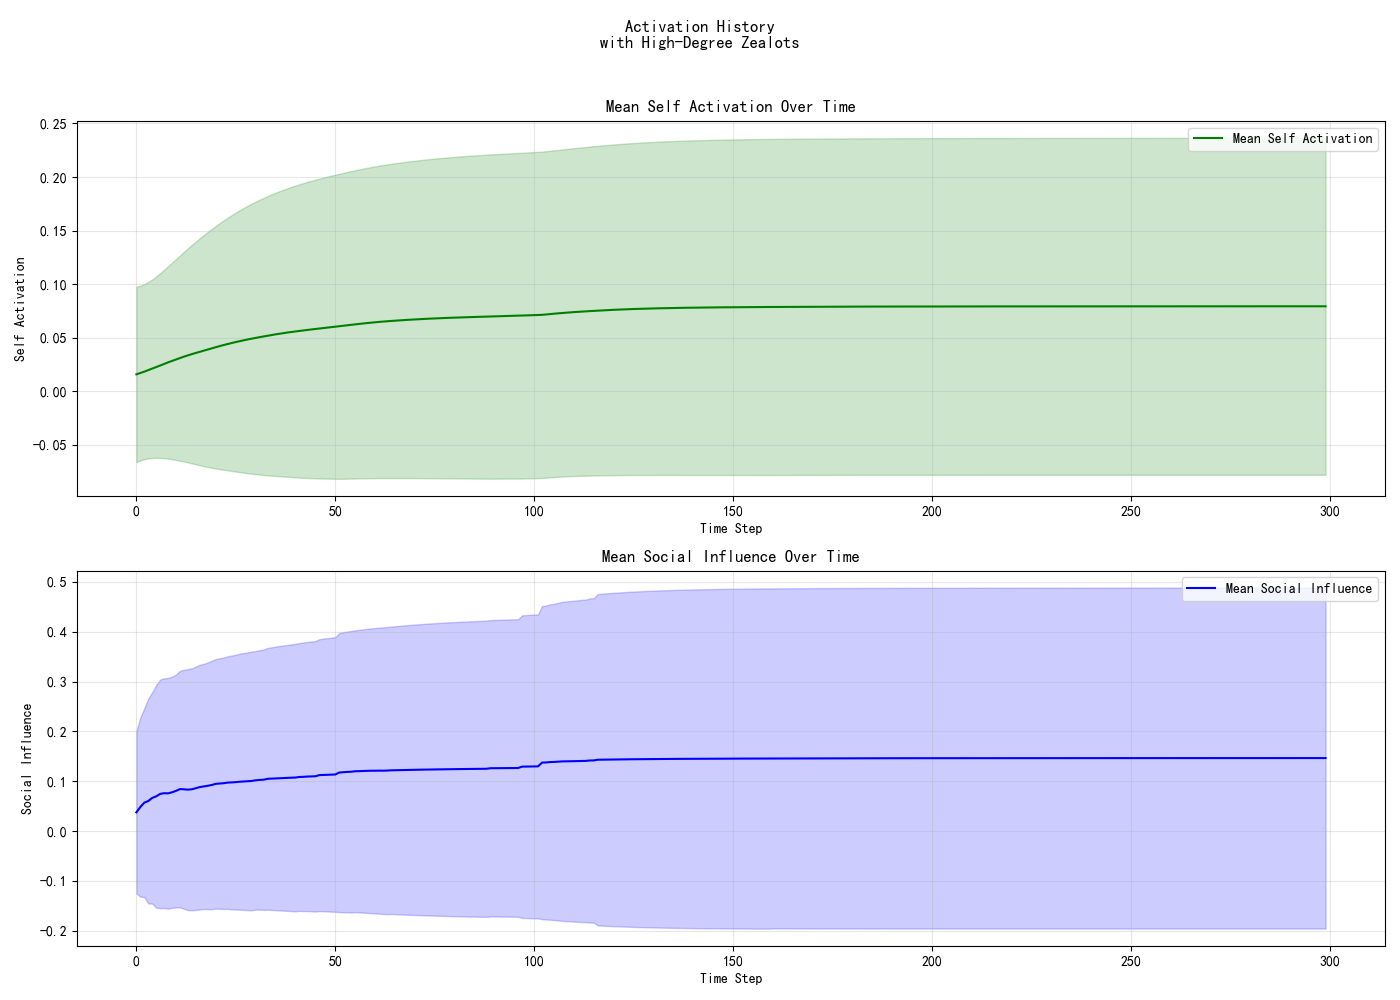 Activation History
with High-Degree Zealots
Mean Self Activation Over Time
Mean Self Activation
Self Activation
0.25
0.20
0.15
0.10
0.05
0.00
-0.05
0
50
100
150
200
250
300
Time Step
Mean Social Influence Over Time
Mean Social Influence
Social Influence
0.5
0.4
0.3
0.2
0.1
0.0
-0.1
-0.2
0
50
100
150
200
250
300
Time Step